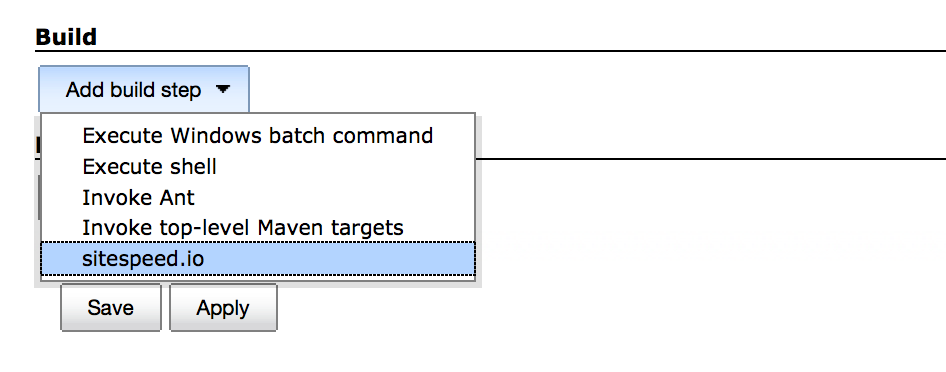 Build
Add build step
Execute Windows batch command
Execute shell
Invoke Ant
Invoke top-level Maven targets
sitespeed.io
Save
Apply